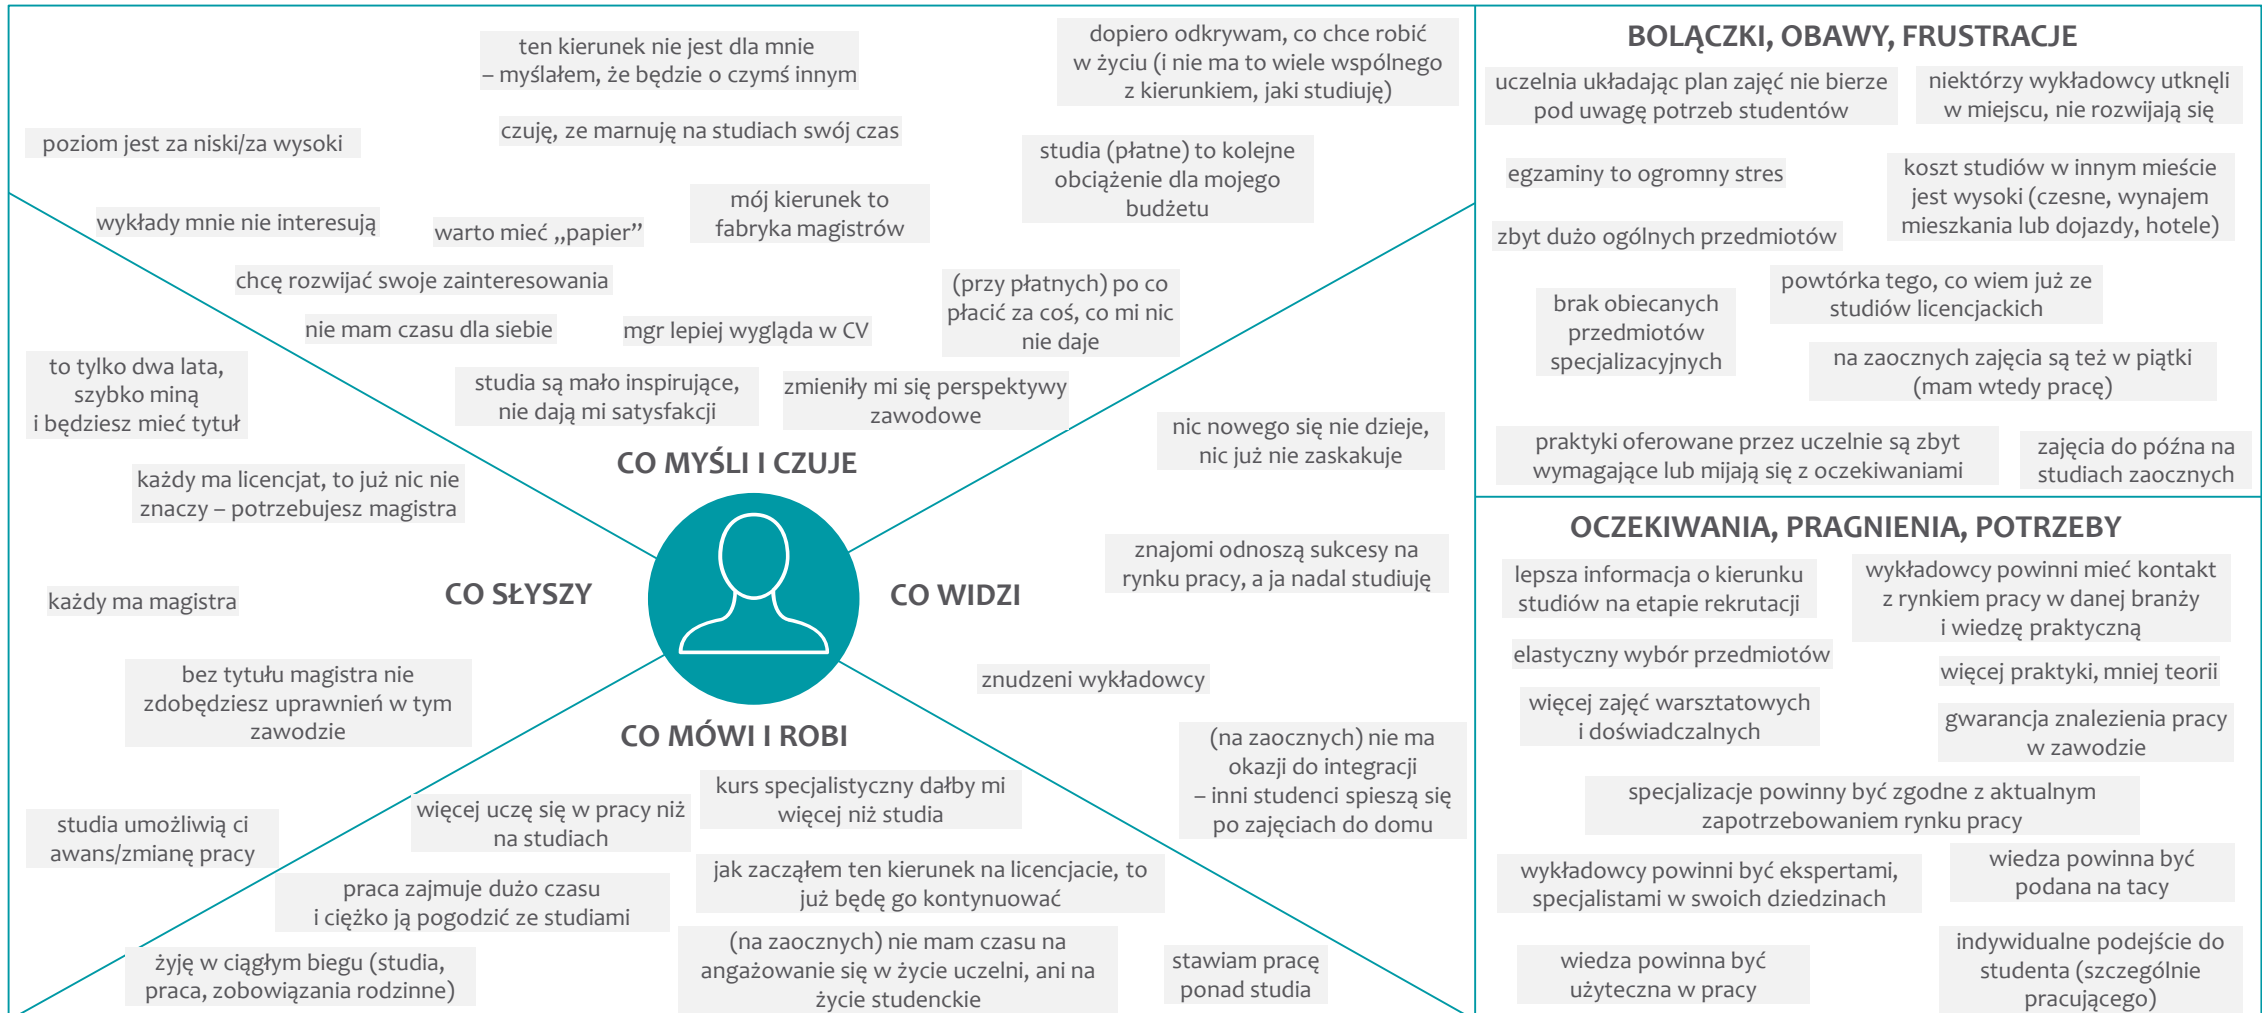 ten kierunek nie jest dla mnie
– myślałem, że będzie o czymś innym
dopiero odkrywam, co chce robić
w życiu (i nie ma to wiele wspólnego
z kierunkiem, jaki studiuję)
poziom jest za niski/za wysoki
czuję, ze marnuję na studiach swój czas
studia (płatne) to kolejne
obciążenie dla mojego
budżetu
wykłady mnie nie interesują
warto mieć „papier”
mój kierunek to
fabryka magistrów
chcę rozwijać swoje zainteresowania
(przy płatnych) po co
płacić za coś, co mi nic
nie daje
nie mam czasu dla siebie
mgr lepiej wygląda w CV
studia są mało inspirujące,
nie dają mi satysfakcji
zmieniły mi się perspektywy
zawodowe
CO MYŚLI I CZUJE
to tylko dwa lata,
szybko miną
i będziesz mieć tytuł
każdy ma licencjat, to już nic nie
znaczy – potrzebujesz magistra
CO SŁYSZY
każdy ma magistra
bez tytułu magistra nie
zdobędziesz uprawnień w tym
zawodzie
studia umożliwią ci
awans/zmianę pracy
nic nowego się nie dzieje,
nic już nie zaskakuje
CO WIDZI
znajomi odnoszą sukcesy na
rynku pracy, a ja nadal studiuję
znudzeni wykładowcy
(na zaocznych) nie ma
okazji do integracji
– inni studenci spieszą się
po zajęciach do domu
CO MÓWI I ROBI
więcej uczę się w pracy niż
na studiach
kurs specjalistyczny dałby mi
więcej niż studia
praca zajmuje dużo czasu
i ciężko ją pogodzić ze studiami
jak zacząłem ten kierunek na licencjacie, to
już będę go kontynuować
żyję w ciągłym biegu (studia,
praca, zobowiązania rodzinne)
(na zaocznych) nie mam czasu na
angażowanie się w życie uczelni, ani na
życie studenckie
stawiam pracę
ponad studia
BOLĄCZKI, OBAWY, FRUSTRACJE
uczelnia układając plan zajęć nie bierze
pod uwagę potrzeb studentów
niektórzy wykładowcy utknęli
w miejscu, nie rozwijają się
egzaminy to ogromny stres
koszt studiów w innym mieście
jest wysoki (czesne, wynajem
mieszkania lub dojazdy, hotele)
zbyt dużo ogólnych przedmiotów
brak obiecanych
przedmiotów
specjalizacyjnych
powtórka tego, co wiem już ze
studiów licencjackich
na zaocznych zajęcia są też w piątki
(mam wtedy pracę)
praktyki oferowane przez uczelnie są zbyt
wymagające lub mijają się z oczekiwaniami
zajęcia do późna na
studiach zaocznych
OCZEKIWANIA, PRAGNIENIA, POTRZEBY
lepsza informacja o kierunku
studiów na etapie rekrutacji
wykładowcy powinni mieć kontakt
z rynkiem pracy w danej branży
i wiedzę praktyczną
elastyczny wybór przedmiotów
więcej praktyki, mniej teorii
więcej zajęć warsztatowych
i doświadczalnych
gwarancja znalezienia pracy
w zawodzie
specjalizacje powinny być zgodne z aktualnym
zapotrzebowaniem rynku pracy
wykładowcy powinni być ekspertami,
specjalistami w swoich dziedzinach
wiedza powinna być
podana na tacy
wiedza powinna być
użyteczna w pracy
indywidualne podejście do
studenta (szczególnie
pracującego)